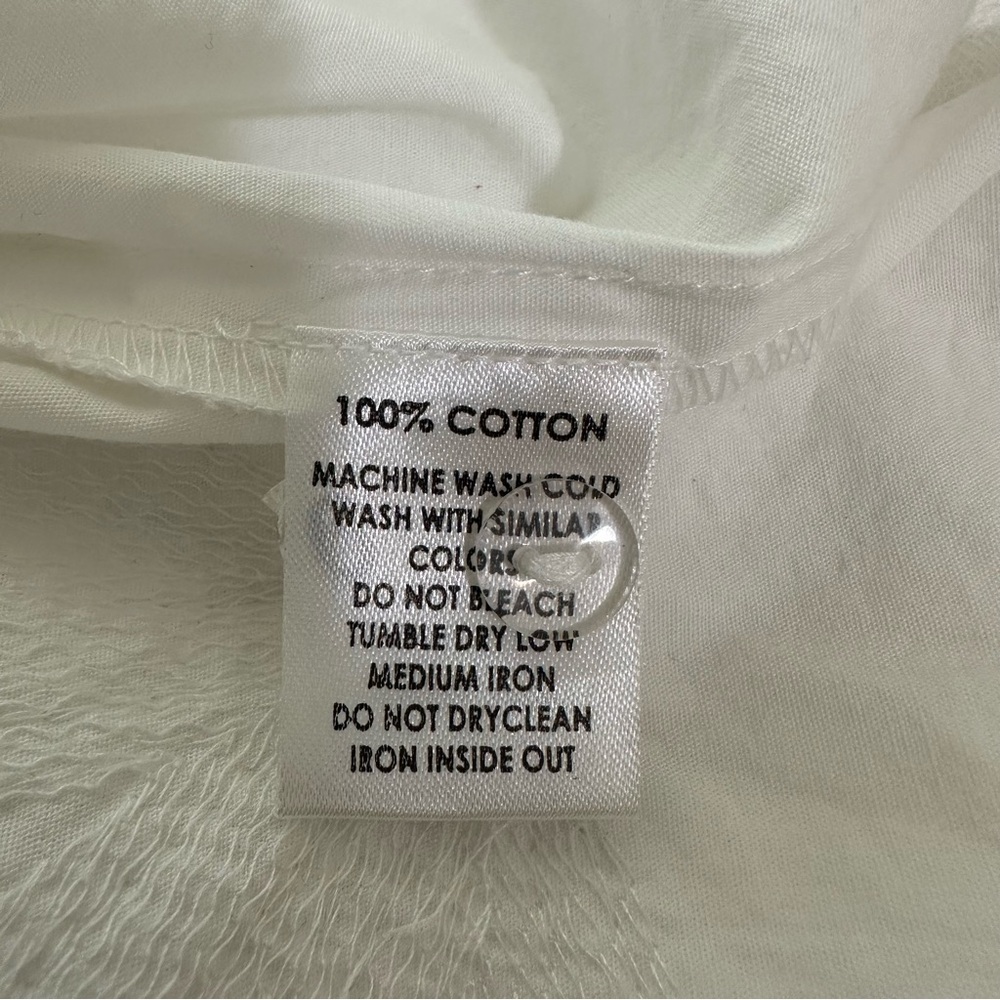 100% COTTON
MACHINE WASH COLD
WASH WITH SIMILAR
COLORS
DO NOT BLEACH
TUMBLE DRY LOW
MEDIUM IRON
DO NOT DRYCLEAN
IRON INSIDE OUT